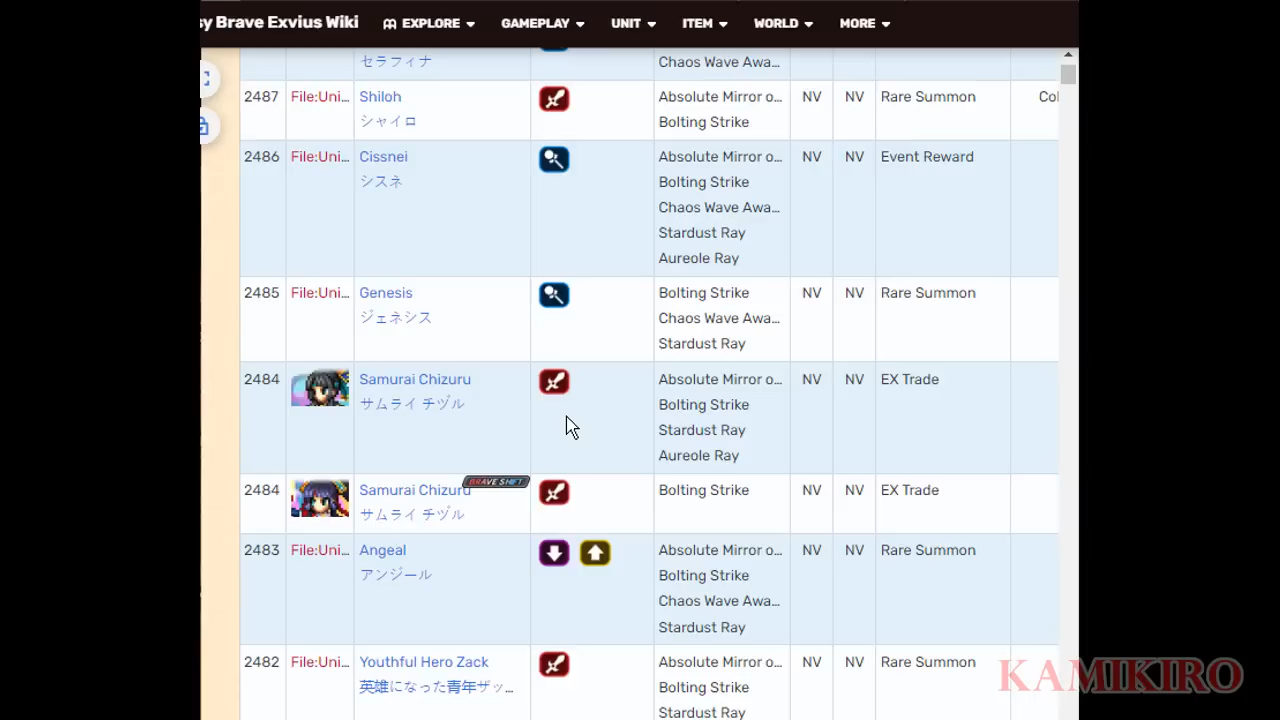 sy Brave Exvius Wiki EXPLORE GAMEPLAY UNIT ITEM WORLD MORE
セラフィナ Chaos Wave Awa…
2487 File:Uni… Shiloh Absolute Mirror o… NV NV Rare Summon Col
シャイロ Bolting Strike
2486 File:Uni… Cissnei Absolute Mirror o… NV NV Event Reward
シスネ Bolting Strike
Chaos Wave Awa…
Stardust Ray
Aureole Ray
2485 File:Uni… Genesis Bolting Strike NV NV Rare Summon
ジェネシス Chaos Wave Awa…
Stardust Ray
2484 Samurai Chizuru Absolute Mirror o… NV NV EX Trade
サムライ チヅル Bolting Strike
Stardust Ray
Aureole Ray
BRAVE SHIFT
2484 Samurai Chizuru Bolting Strike NV NV EX Trade
サムライ チヅル
2483 File:Uni… Angeal Absolute Mirror o… NV NV Rare Summon
アンジール Bolting Strike
Chaos Wave Awa…
Stardust Ray
2482 File:Uni… Youthful Hero Zack Absolute Mirror o… NV NV Rare Summon
英雄になった青年ザッ… Bolting Strike
Stardust Ray
KAMIKIRO